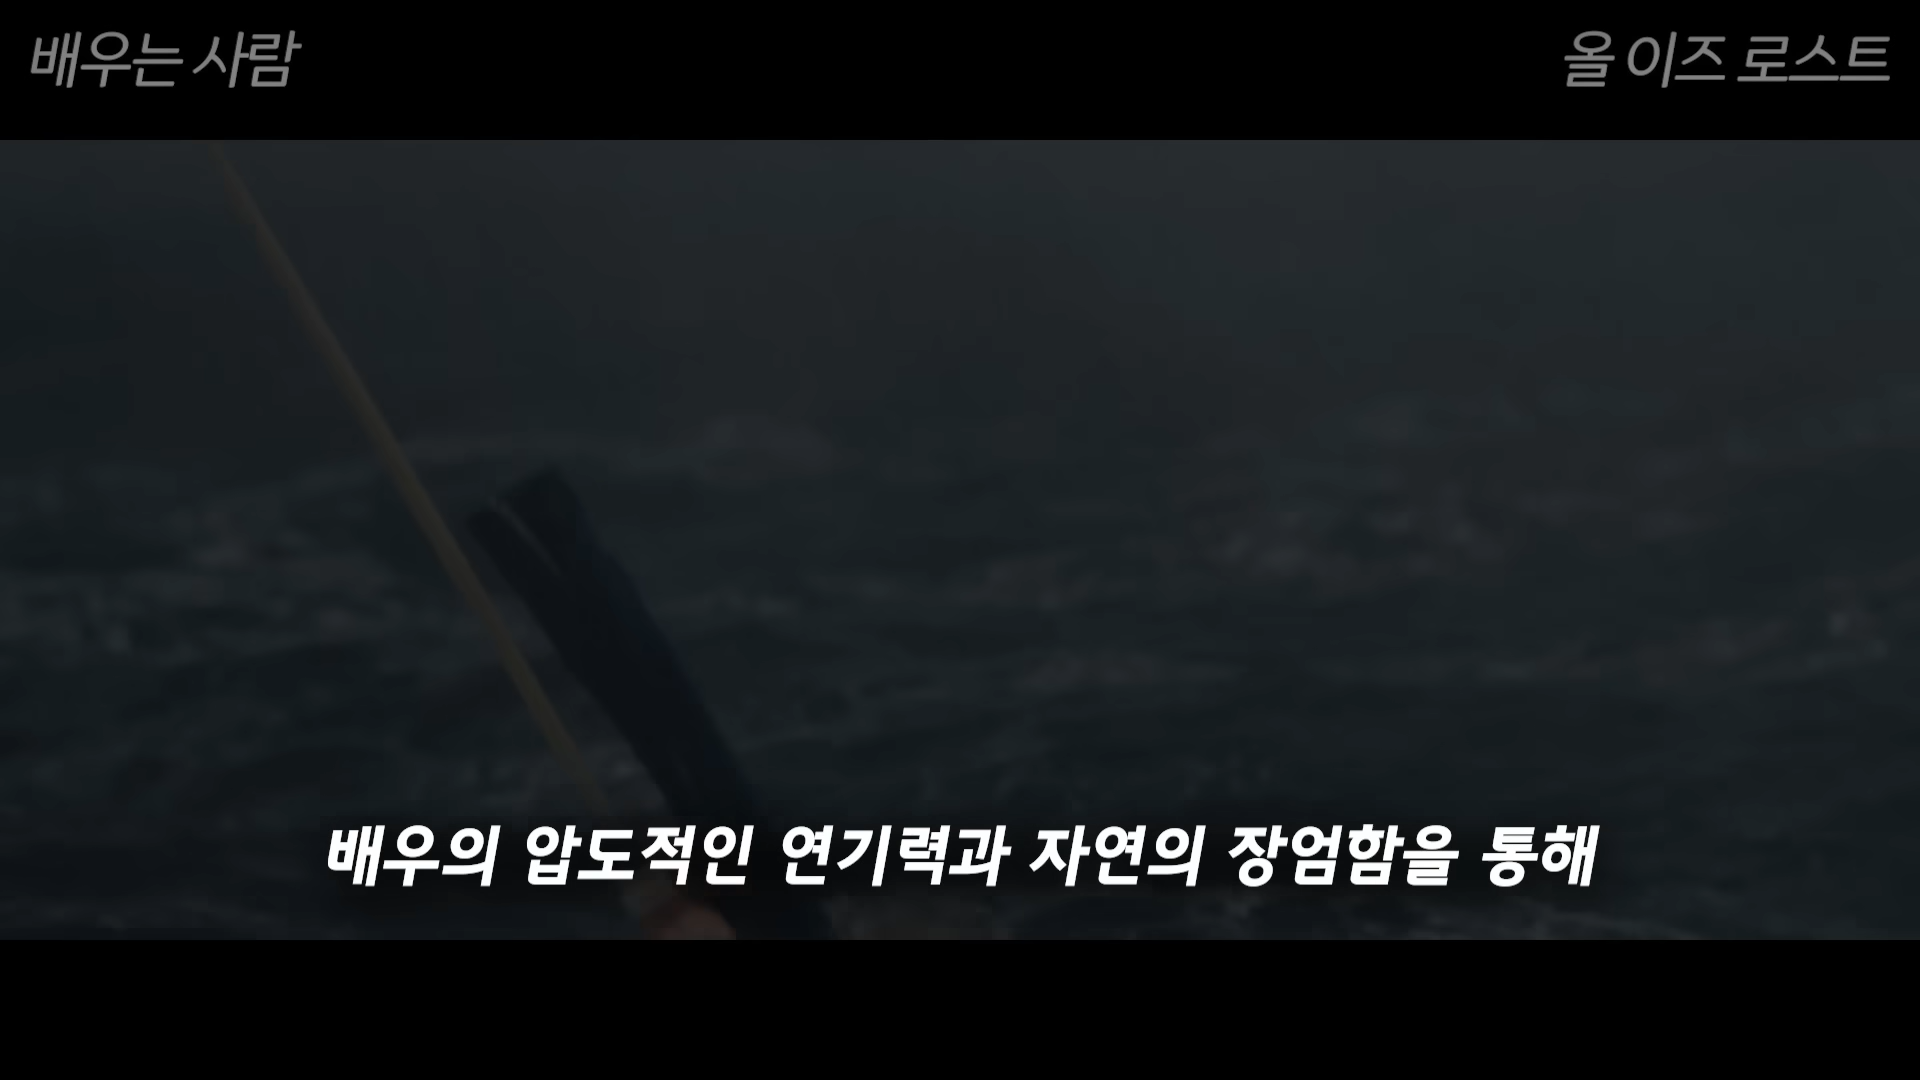 배우는 사람
올 이즈 로스트
배우의 압도적인 연기력과 자연의 장엄함을 통해